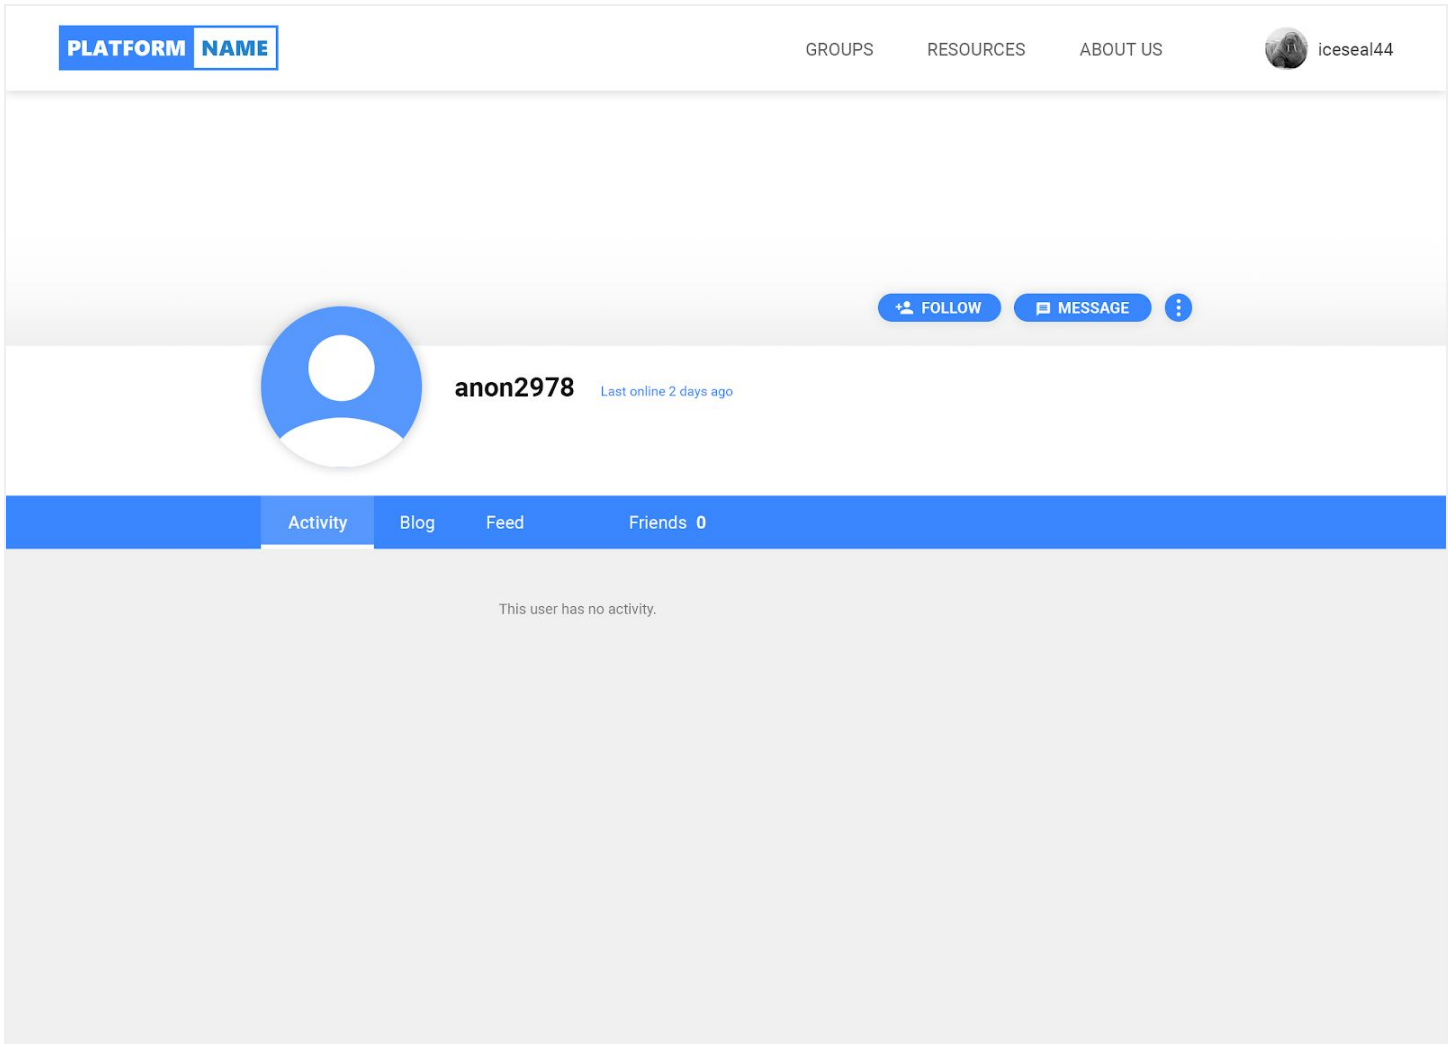 PLATFORM NAME
GROUPS RESOURCES ABOUT US iceseal44
FOLLOW MESSAGE
anon2978 Last online 2 days ago
Activity Blog Feed Friends 0
This user has no activity.